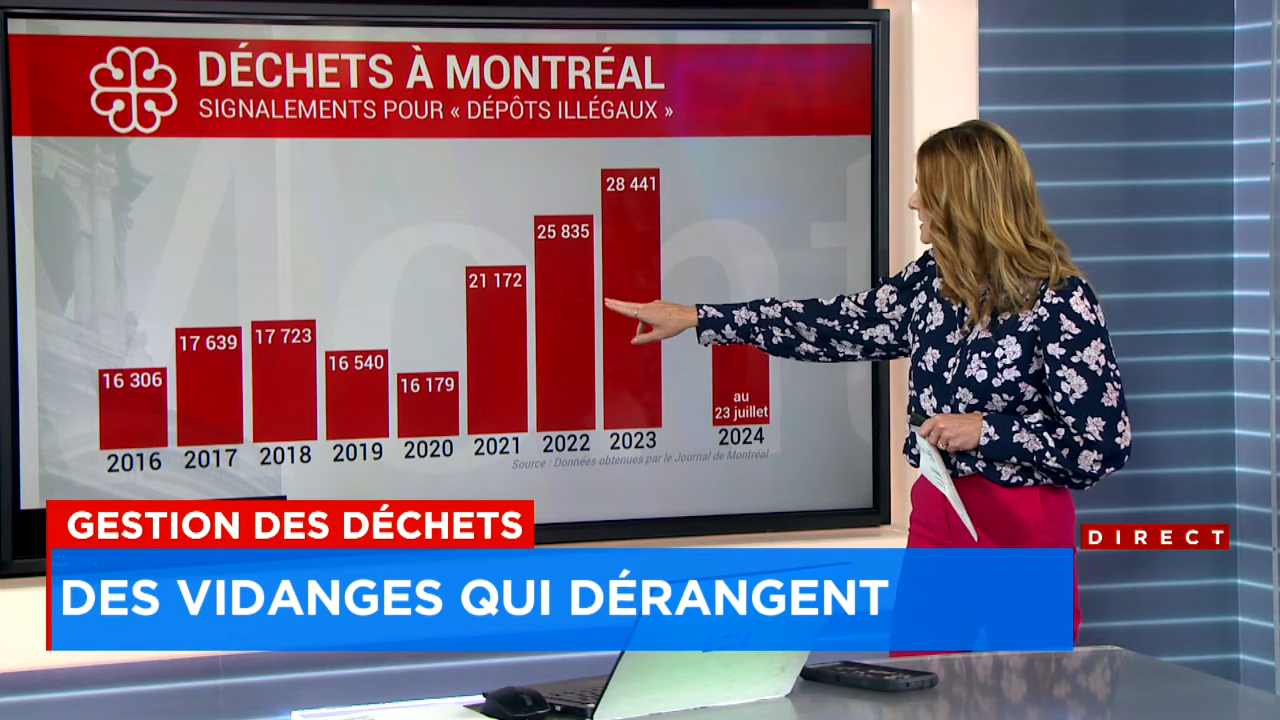 DÉCHETS À MONTRÉAL
SIGNALEMENTS POUR « DÉPÔTS ILLÉGAUX »
28 441
25 835
21 172
17 639
17 723
16 540
16 306
16 179
au
23 juillet
2016 2017 2018 2019 2020 2021 2022 2023 2024
Source : Données obtenues par le Journal de Montréal
GESTION DES DÉCHETS
DIRECT
DES VIDANGES QUI DÉRANGENT